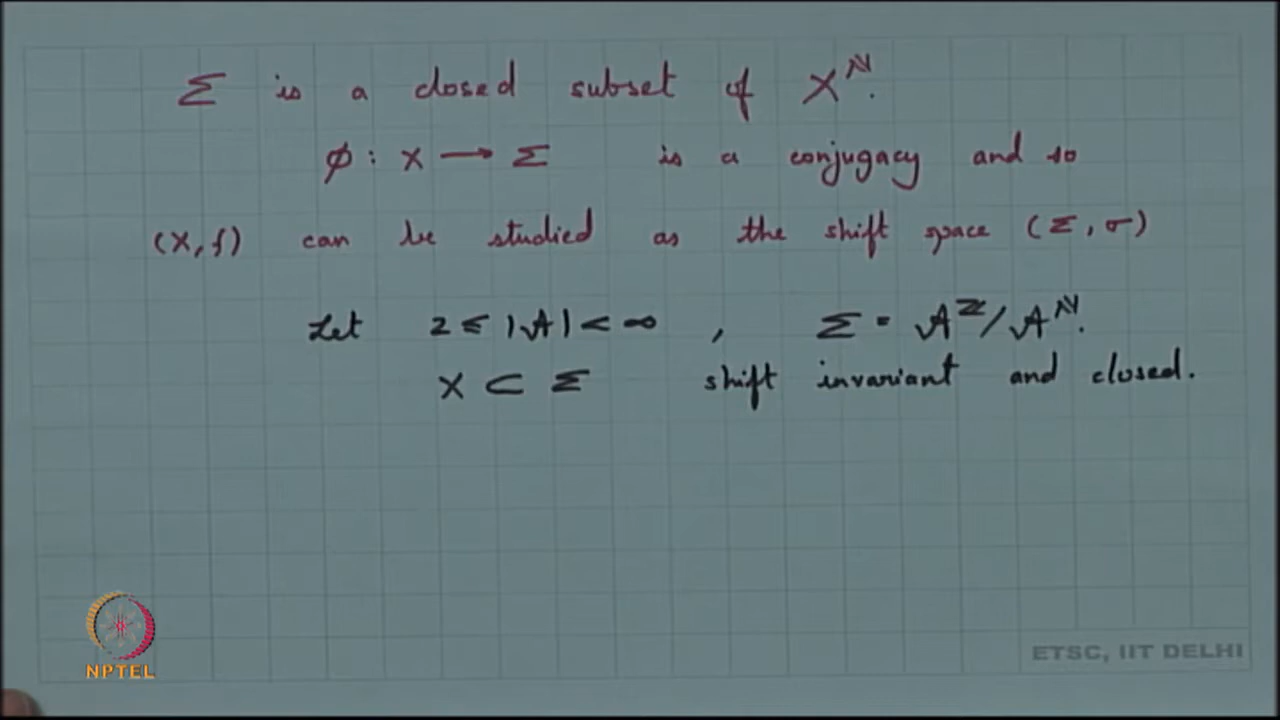 Σ is a closed subset of X^ℕ.
φ : X → Σ is a conjugacy and so
(X, f) can be studied as the shift space (Σ, σ)
Let 2 ≤ |𝒜| < ∞ , Σ = 𝒜^ℤ / 𝒜^ℕ.
X ⊂ Σ shift invariant and closed.
NPTEL
ETSC, IIT DELHI